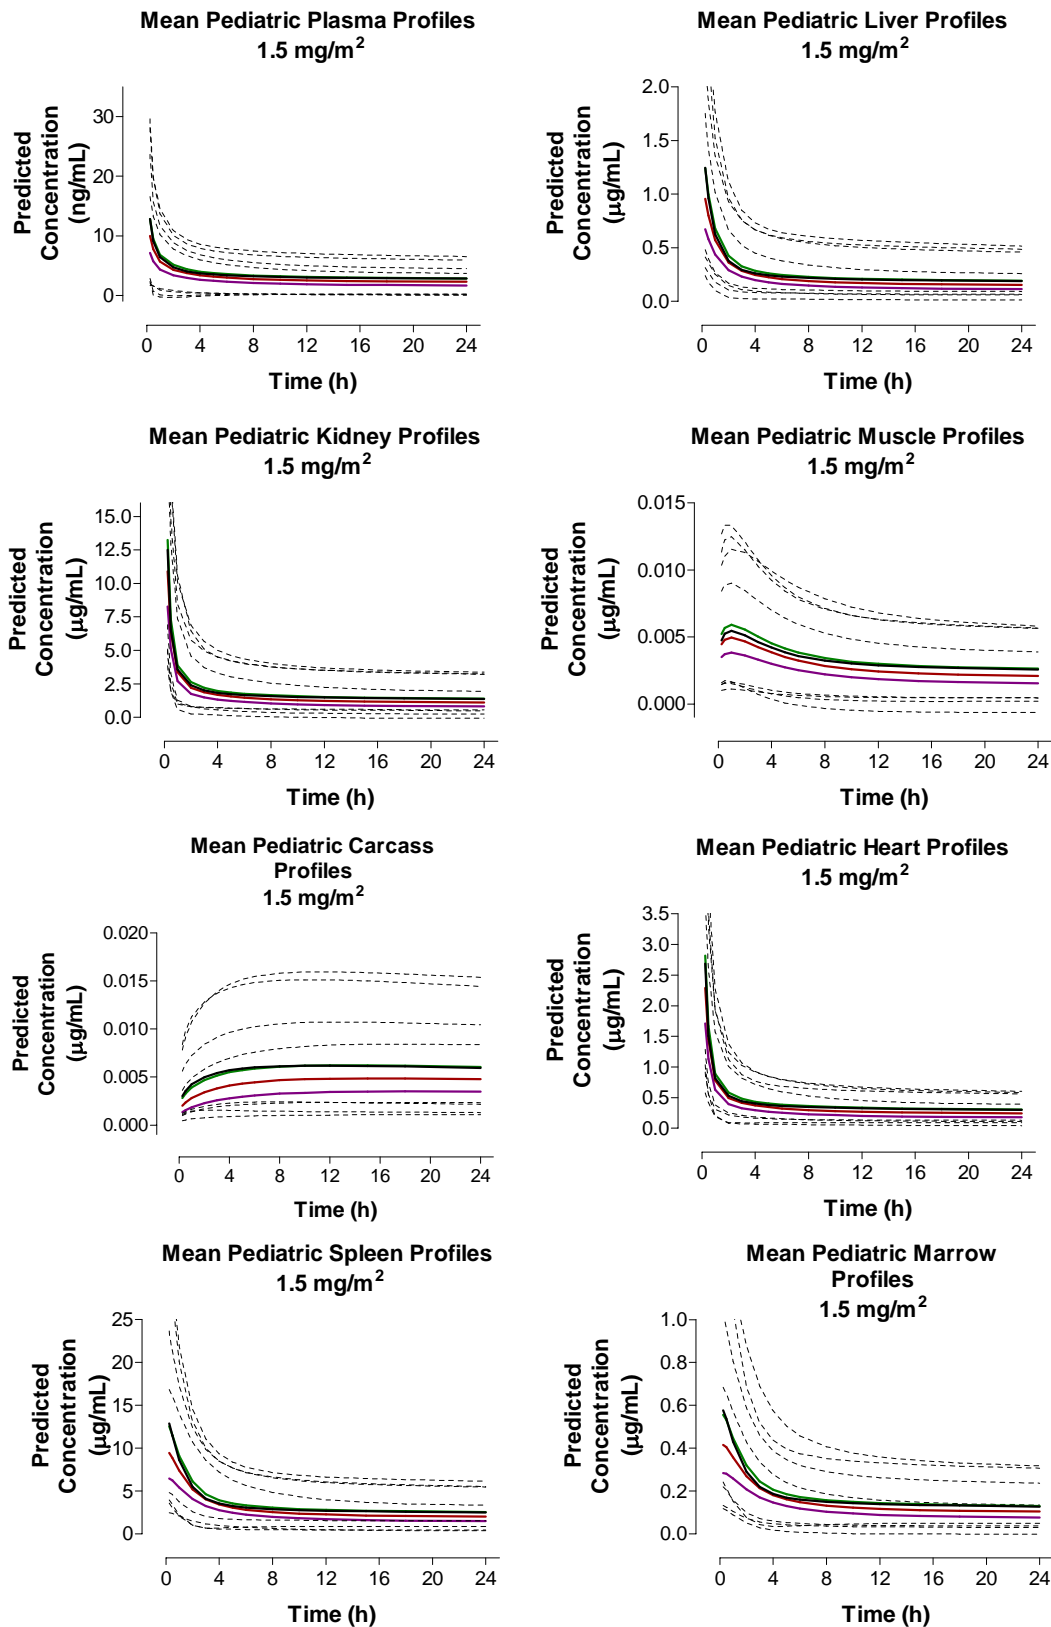 Mean Pediatric Plasma Profiles
1.5 mg/m²
Predicted
Concentration
(ng/mL)
30
20
10
0
0 4 8 12 16 20 24
Time (h)
Mean Pediatric Liver Profiles
1.5 mg/m²
Predicted
Concentration
(μg/mL)
2.0
1.5
1.0
0.5
0.0
0 4 8 12 16 20 24
Time (h)
Mean Pediatric Kidney Profiles
1.5 mg/m²
Predicted
Concentration
(μg/mL)
15.0
12.5
10.0
7.5
5.0
2.5
0.0
0 4 8 12 16 20 24
Time (h)
Mean Pediatric Muscle Profiles
1.5 mg/m²
Predicted
Concentration
(μg/mL)
0.015
0.010
0.005
0.000
0 4 8 12 16 20 24
Time (h)
Mean Pediatric Carcass
Profiles
1.5 mg/m²
Predicted
Concentration
(μg/mL)
0.020
0.015
0.010
0.005
0.000
0 4 8 12 16 20 24
Time (h)
Mean Pediatric Heart Profiles
1.5 mg/m²
Predicted
Concentration
(μg/mL)
3.5
3.0
2.5
2.0
1.5
1.0
0.5
0.0
0 4 8 12 16 20 24
Time (h)
Mean Pediatric Spleen Profiles
1.5 mg/m²
Predicted
Concentration
(μg/mL)
25
20
15
10
5
0
0 4 8 12 16 20 24
Time (h)
Mean Pediatric Marrow
Profiles
1.5 mg/m²
Predicted
Concentration
(μg/mL)
1.0
0.8
0.6
0.4
0.2
0.0
0 4 8 12 16 20 24
Time (h)